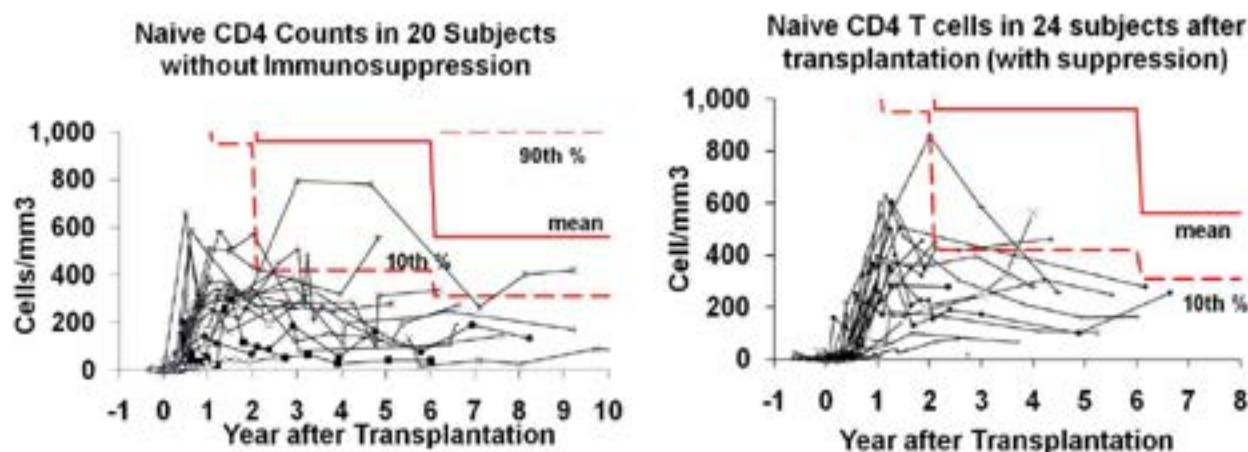 Naive CD4 Counts in 20 Subjects
without Immunosuppression
1,000
800
600
400
200
0
Cells/mm3
90th %
mean
10th %
-1 0 1 2 3 4 5 6 7 8 9 10
Year after Transplantation
Naive CD4 T cells in 24 subjects after
transplantation (with suppression)
1,000
800
600
400
200
0
Cell/mm3
mean
10th %
-1 0 1 2 3 4 5 6 7 8
Year after Transplantation